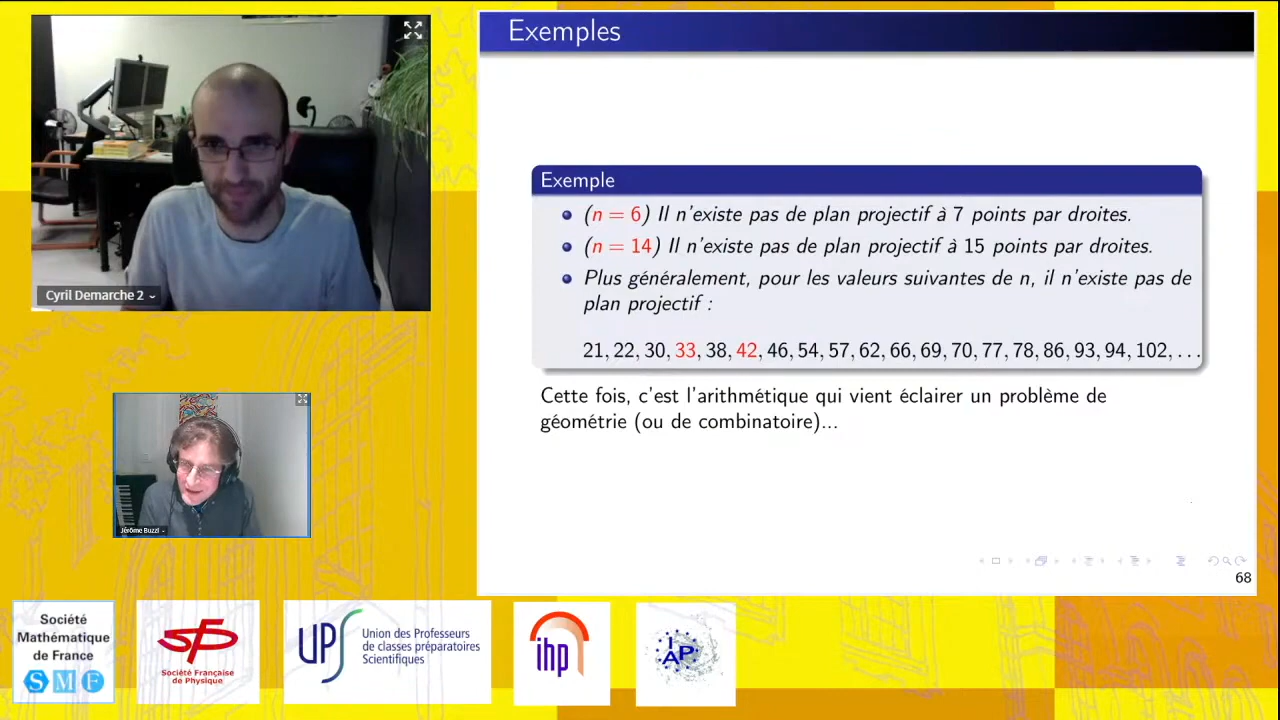 Exemples
Exemple
(n = 6) Il n'existe pas de plan projectif à 7 points par droites.
(n = 14) Il n'existe pas de plan projectif à 15 points par droites.
Plus généralement, pour les valeurs suivantes de n, il n'existe pas de
plan projectif :
21, 22, 30, 33, 38, 42, 46, 54, 57, 62, 66, 69, 70, 77, 78, 86, 93, 94, 102, ...
Cette fois, c'est l'arithmétique qui vient éclairer un problème de
géométrie (ou de combinatoire)...
68
Cyril Demarche 2
Jérôme Buzzi
Société
Mathématique
de France
SMF
sfp
Société Française
de Physique
UPS
Union des Professeurs
de classes préparatoires
Scientifiques
ihp
IAP